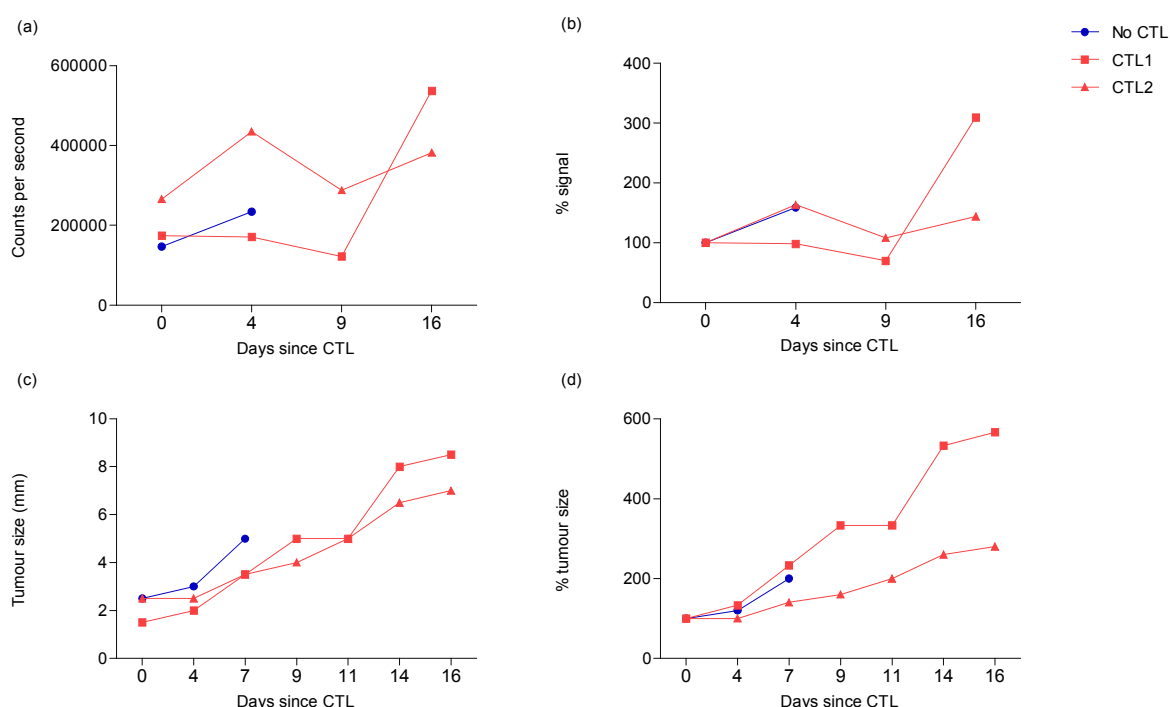 (a)
600000
400000
200000
0
Counts per second
0 4 9 16
Days since CTL
(b)
400
300
200
100
0
% signal
0 4 9 16
Days since CTL
No CTL
CTL1
CTL2
(c)
10
8
6
4
2
0
Tumour size (mm)
0 4 7 9 11 14 16
Days since CTL
(d)
600
400
200
0
% tumour size
0 4 7 9 11 14 16
Days since CTL